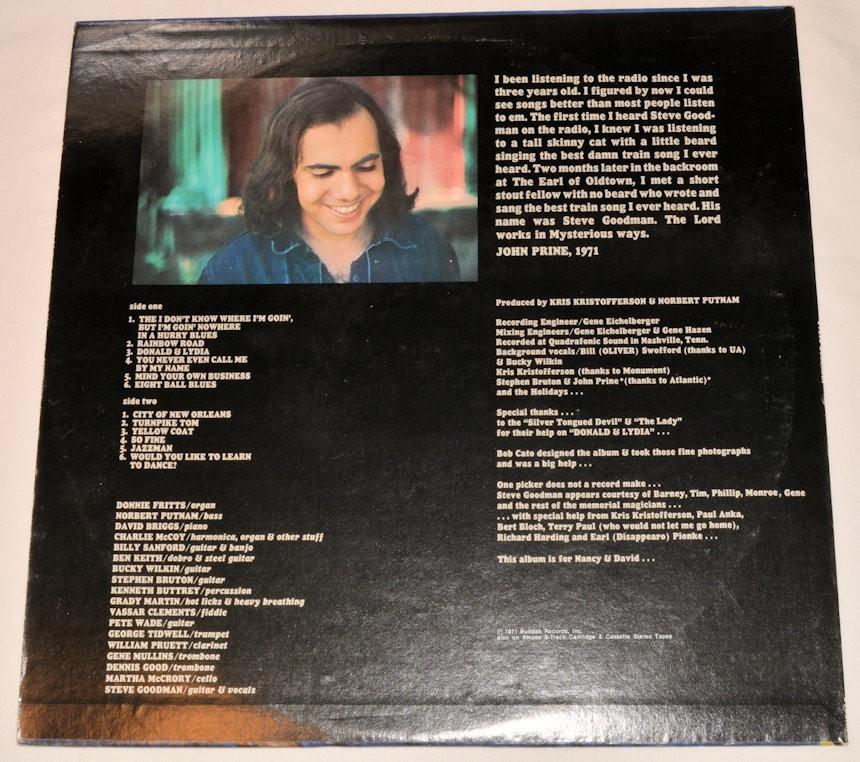 I been listening to the radio since I was
three years old. I figured by now I could
see songs better than most people listen
to em. The first time I heard Steve Good-
man on the radio, I knew I was listening
to a tall skinny cat with a little beard
singing the best damn train song I ever
heard. Two months later in the backroom
at The Earl of Oldtown, I met a short
stout fellow with no beard who wrote and
sang the best train song I ever heard. His
name was Steve Goodman. The Lord
works in Mysterious ways.
JOHN PRINE, 1971
side one
1. THE I DON'T KNOW WHERE I'M GOIN',
BUT I'M GOIN' NOWHERE
IN A HURRY BLUES
2. RAINBOW ROAD
3. DONALD & LYDIA
4. YOU NEVER EVEN CALL ME
BY MY NAME
5. MIND YOUR OWN BUSINESS
6. EIGHT BALL BLUES
side two
1. CITY OF NEW ORLEANS
2. TURNPIKE TOM
3. YELLOW COAT
4. SO FINE
5. JAZZMAN
6. WOULD YOU LIKE TO LEARN
TO DANCE?
DONNIE FRITTS/organ
NORBERT PUTNAM/bass
DAVID BRIGGS/piano
CHARLIE McCOY/harmonica, organ & other stuff
BILLY SANFORD/guitar & banjo
BEN KEITH/dobro & steel guitar
BUCKY WILKIN/guitar
STEPHEN BRUTON/guitar
KENNETH BUTTREY/percussion
GRADY MARTIN/hot licks & heavy breathing
VASSAR CLEMENTS/fiddle
PETE WADE/guitar
GEORGE TIDWELL/trumpet
WILLIAM PRUETT/clarinet
GENE MULLINS/trombone
DENNIS GOOD/trombone
MARTHA McCRORY/cello
STEVE GOODMAN/guitar & vocals
Produced by KRIS KRISTOFFERSON & NORBERT PUTNAM
Recording Engineer/Gene Eichelberger
Mixing Engineers/Gene Eichelberger & Gene Hazen
Recorded at Quadrafonic Sound in Nashville, Tenn.
Background vocals/Bill (OLIVER) Swofford (thanks to UA)
& Bucky Wilkin
Kris Kristofferson (thanks to Monument)
Stephen Bruton & John Prine *(thanks to Atlantic)*
and the Holidays . . .
Special thanks . . .
to the "Silver Tongued Devil" & "The Lady"
for their help on "DONALD & LYDIA" . . .
Bob Cato designed the album & took those fine photographs
and was a big help . . .
One picker does not a record make . . .
Steve Goodman appears courtesy of Barney, Tim, Phillip, Monroe, Gene
and the rest of the memorial magicians . . .
. . . with special help from Kris Kristofferson, Paul Anka,
Bert Bloch, Terry Paul (who would not let me go home),
Richard Harding and Earl (Disappearo) Pionke . . .
This album is for Nancy & David . . .
℗ 1971 Buddah Records, Inc.
also on Ampex 8-Track Cartridge & Cassette Stereo Tapes